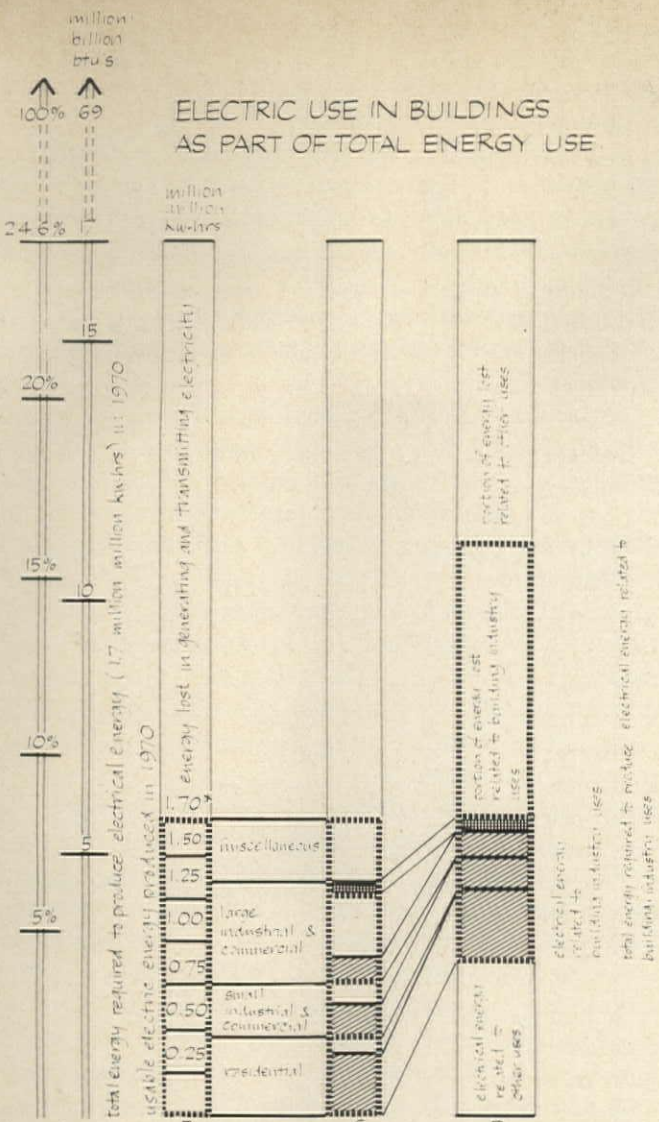 million
billion
btu's
100% 69
ELECTRIC USE IN BUILDINGS
AS PART OF TOTAL ENERGY USE
million
million
kw-hrs
24.6% 17
15
20%
15%
10
10%
5
5%
total energy required to produce electrical energy (1.7 million million kw-hrs) in 1970
usable electric energy produced in 1970
energy lost in generating and transmitting electricity
1.70*
1.50
1.25
1.00
0.75
0.50
0.25
miscellaneous
large
industrial &
commercial
small
industrial &
commercial
residential
portion of energy lost
related to other uses
portion of energy lost
related to building industry
uses
electrical energy
related to
other uses
electrical energy
related to
building industry uses
total energy required to produce electrical energy related to
building industry uses